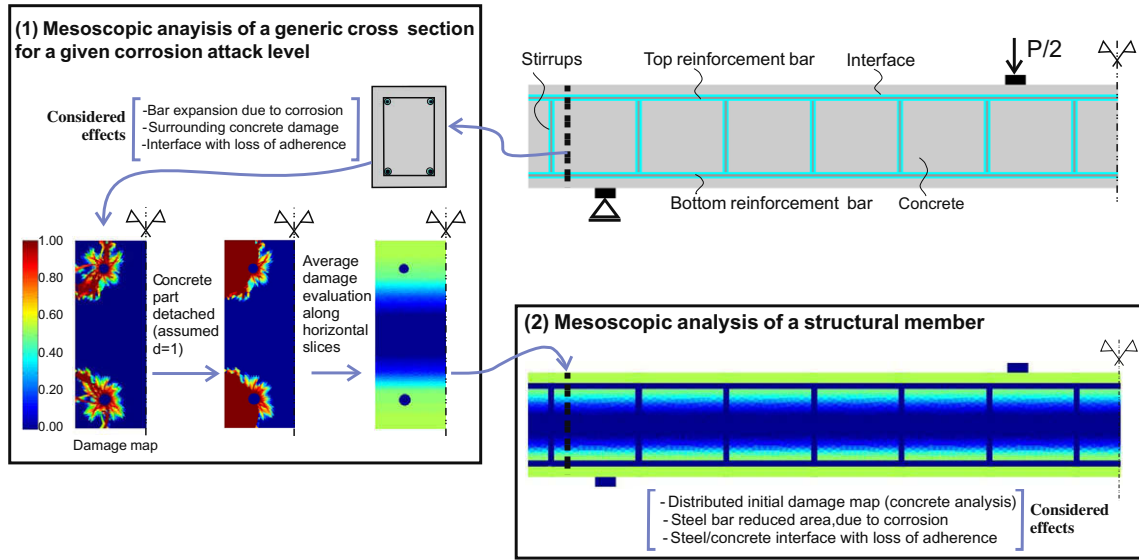 (1) Mesoscopic anayisis of a generic cross section
for a given corrosion attack level
Considered
effects
-Bar expansion due to corrosion
-Surrounding concrete damage
-Interface with loss of adherence
1.00
0.80
0.60
0.40
0.20
0.00
Damage map
Concrete
part
detached
(assumed
d=1)
Average
damage
evaluation
along
horizontal
slices
Stirrups
Top reinforcement bar
Interface
P/2
Bottom reinforcement bar
Concrete
(2) Mesoscopic analysis of a structural member
- Distributed initial damage map (concrete analysis)
- Steel bar reduced area,due to corrosion
- Steel/concrete interface with loss of adherence
Considered
effects